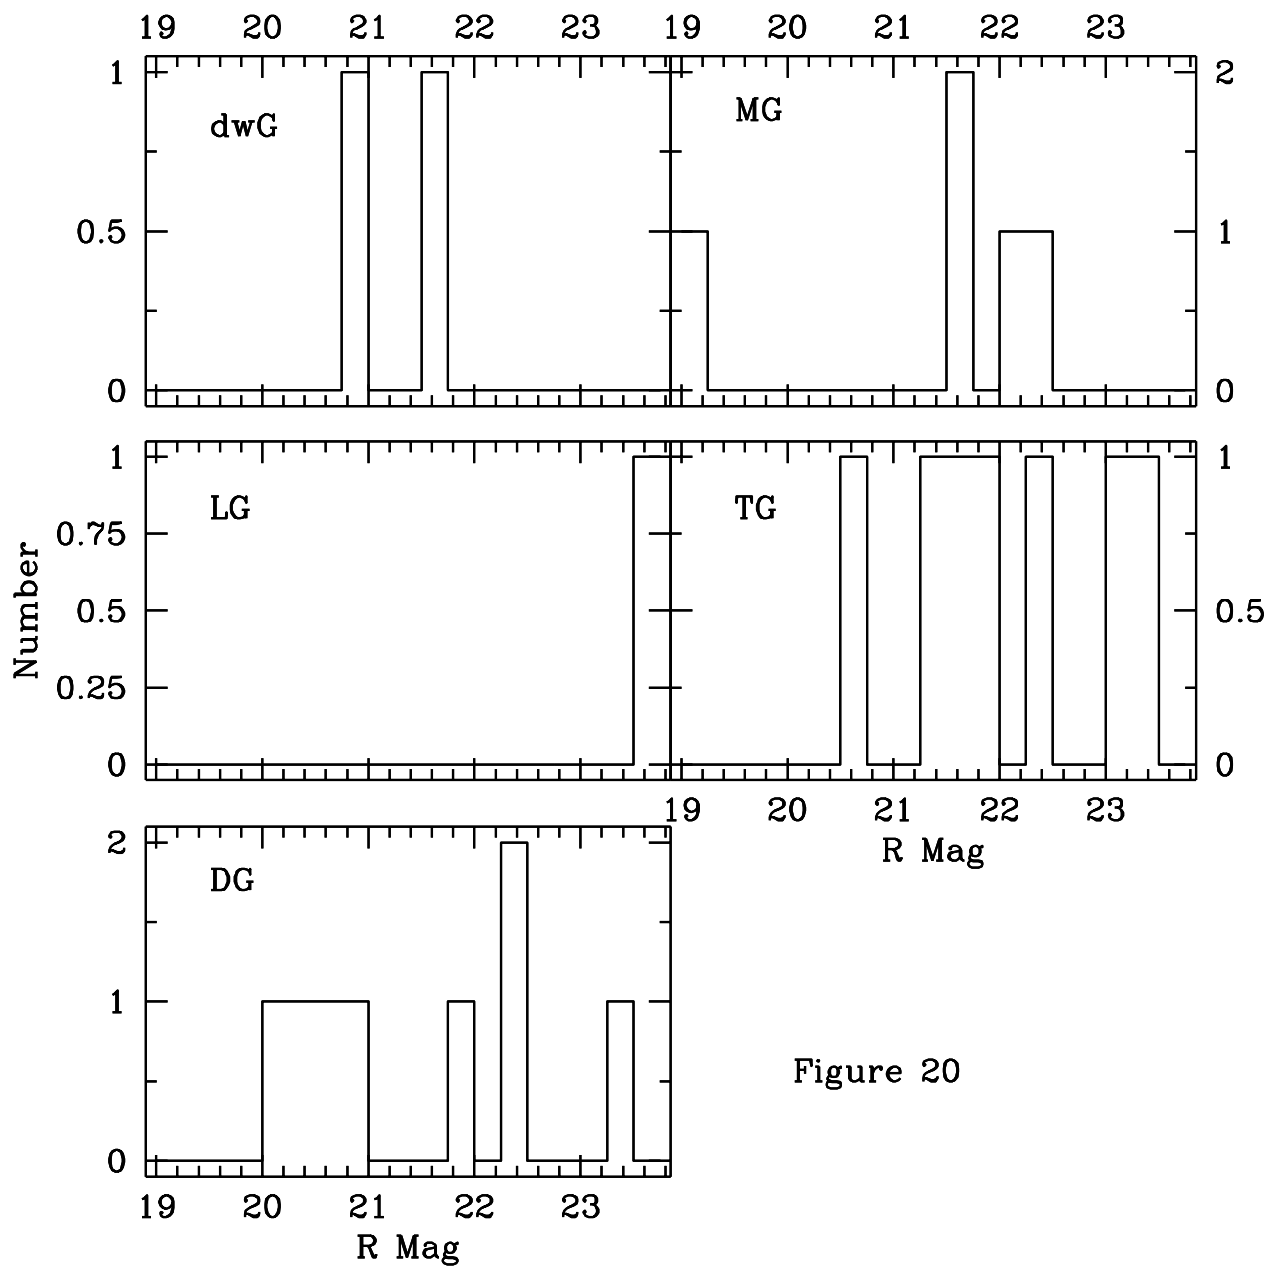 19 20 21 22 23 19 20 21 22 23
1 2
dwG MG
0.5 1
0 0
1 1
LG TG
0.75
0.5 0.5
0.25
0 0
Number
19 20 21 22 23
R Mag
2
DG
1
Figure 20
0
19 20 21 22 23
R Mag